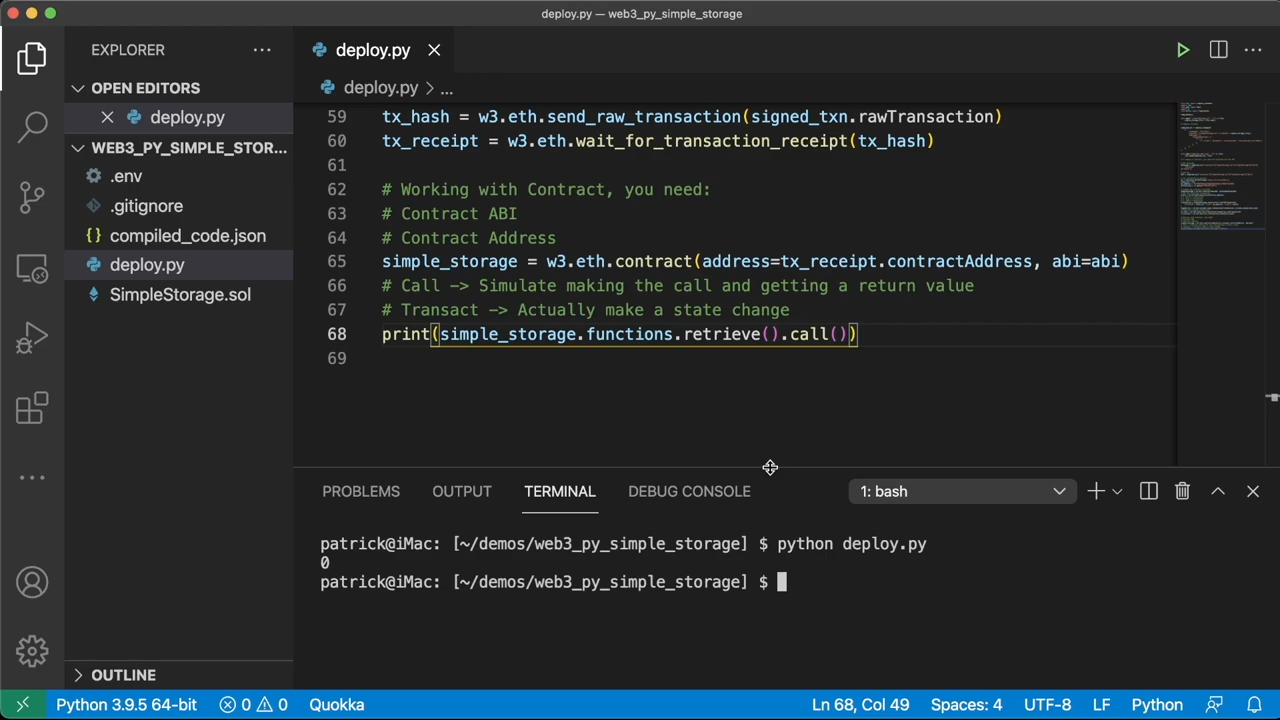 deploy.py — web3_py_simple_storage
EXPLORER
OPEN EDITORS
deploy.py
WEB3_PY_SIMPLE_STOR...
.env
.gitignore
{} compiled_code.json
deploy.py
SimpleStorage.sol
OUTLINE
deploy.py
deploy.py > ...
59 tx_hash = w3.eth.send_raw_transaction(signed_txn.rawTransaction)
60 tx_receipt = w3.eth.wait_for_transaction_receipt(tx_hash)
61
62 # Working with Contract, you need:
63 # Contract ABI
64 # Contract Address
65 simple_storage = w3.eth.contract(address=tx_receipt.contractAddress, abi=abi)
66 # Call -> Simulate making the call and getting a return value
67 # Transact -> Actually make a state change
68 print(simple_storage.functions.retrieve().call())
69
PROBLEMS OUTPUT TERMINAL DEBUG CONSOLE 1: bash
patrick@iMac: [~/demos/web3_py_simple_storage] $ python deploy.py
0
patrick@iMac: [~/demos/web3_py_simple_storage] $
Python 3.9.5 64-bit 0 0 Quokka Ln 68, Col 49 Spaces: 4 UTF-8 LF Python